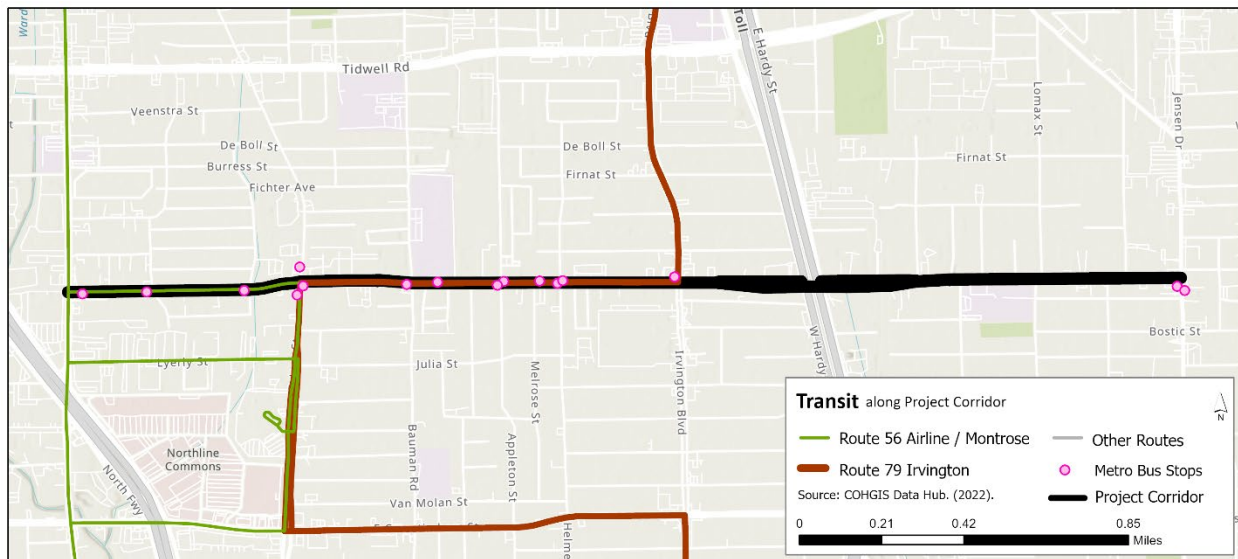 Ward
Tidwell Rd
Toll
E Hardy St
Veenstra St
De Boll St
Burress St
Fichter Ave
De Boll St
Firnat St
Firnat St
Lomax St
Jensen Dr
Lyerly St
Julia St
Melrose St
Irvington Blvd
W Hardy
Bostic St
Northline
Commons
North Fwy
Bauman Rd
Appleton St
Van Molan St
Helme
Transit along Project Corridor
N
Route 56 Airline / Montrose
Other Routes
Route 79 Irvington
Metro Bus Stops
Source: COHGIS Data Hub. (2022).
Project Corridor
0 0.21 0.42 0.85
Miles